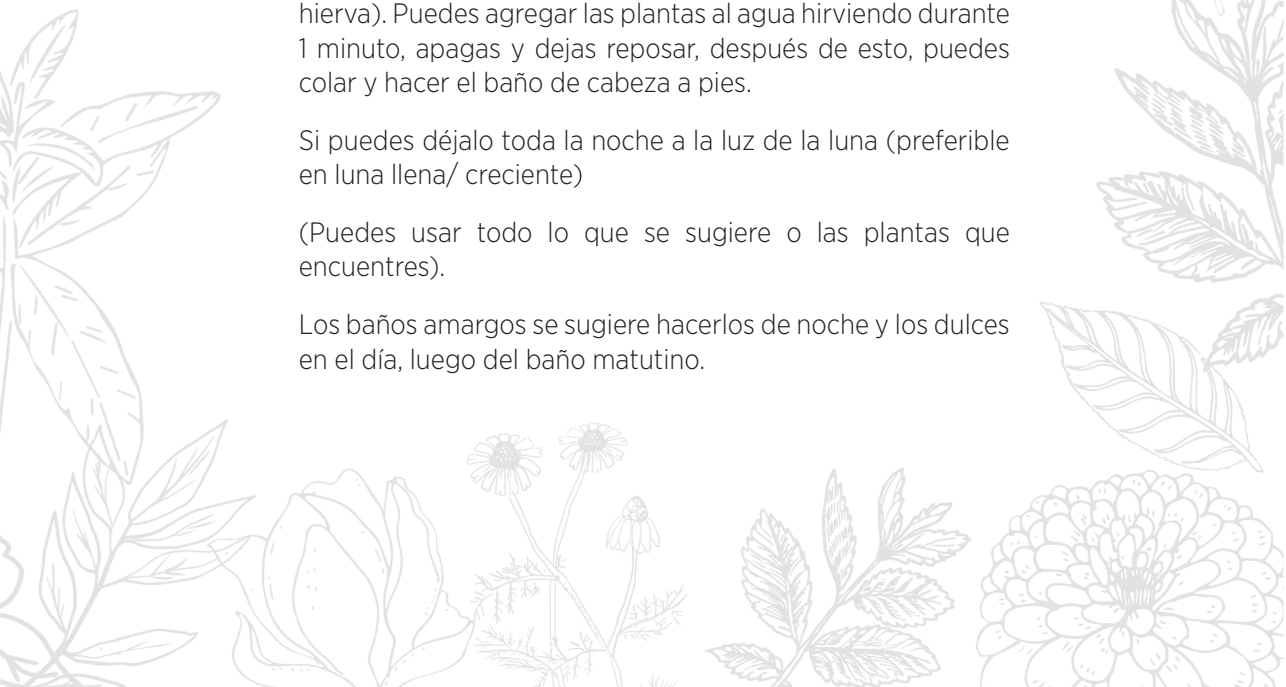 hierva). Puedes agregar las plantas al agua hirviendo durante
1 minuto, apagas y dejas reposar, después de esto, puedes
colar y hacer el baño de cabeza a pies.
Si puedes déjalo toda la noche a la luz de la luna (preferible
en luna llena/ creciente)
(Puedes usar todo lo que se sugiere o las plantas que
encuentres).
Los baños amargos se sugiere hacerlos de noche y los dulces
en el día, luego del baño matutino.